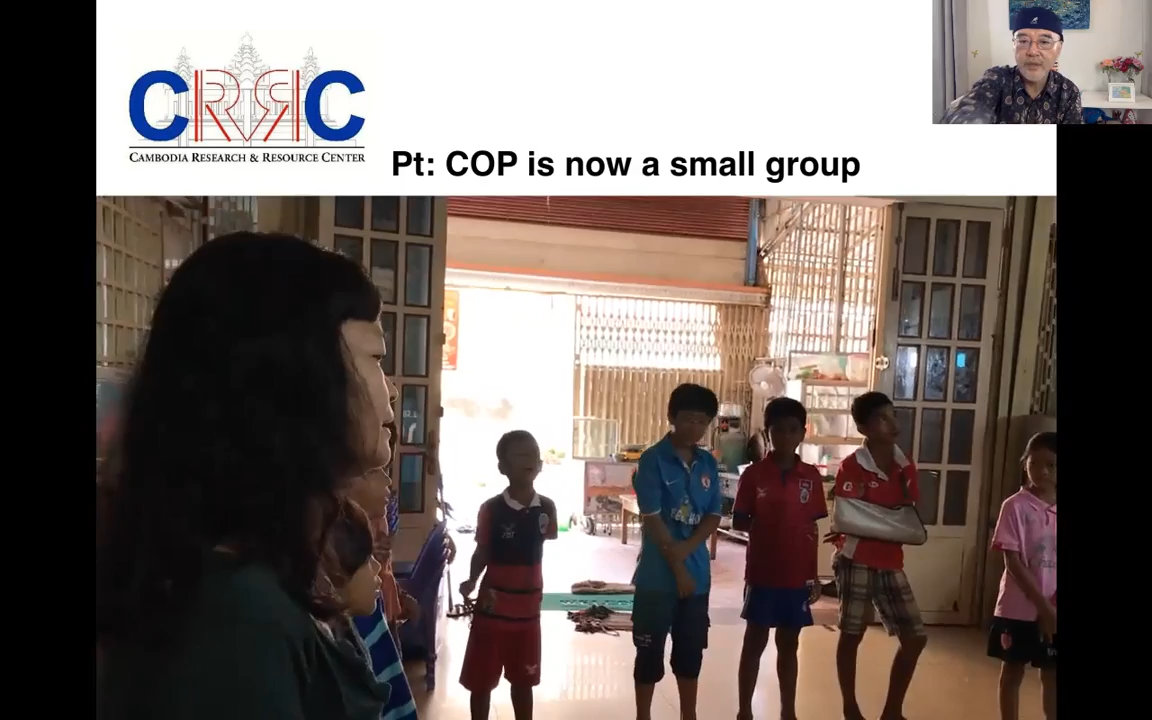 CRRC
CAMBODIA RESEARCH & RESOURCE CENTER
Pt: COP is now a small group